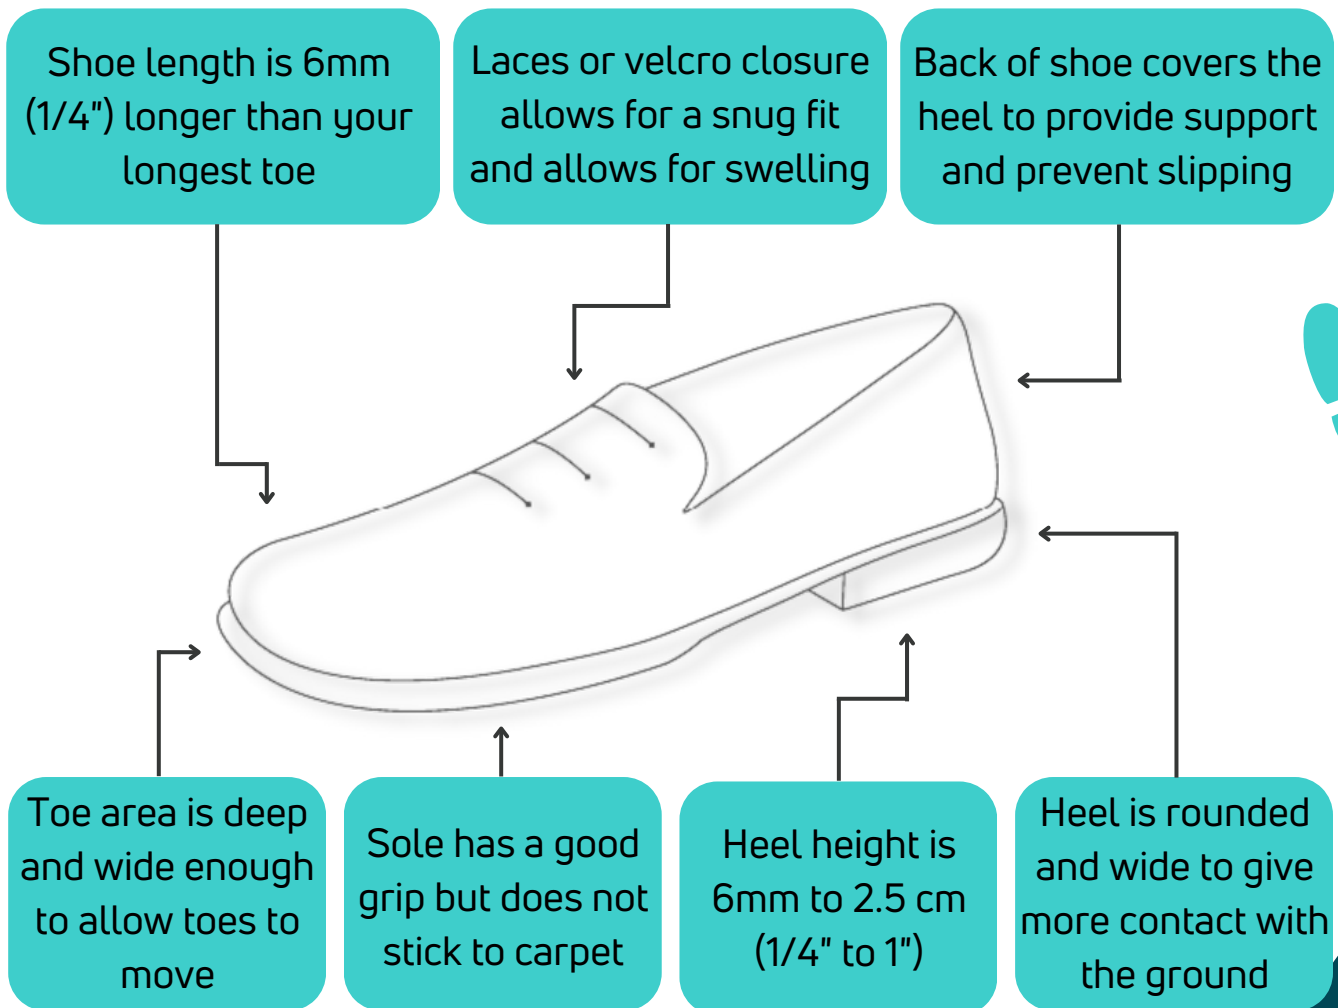 Shoe length is 6mm
(1/4") longer than your
longest toe
Laces or velcro closure
allows for a snug fit
and allows for swelling
Back of shoe covers the
heel to provide support
and prevent slipping
Toe area is deep
and wide enough
to allow toes to
move
Sole has a good
grip but does not
stick to carpet
Heel height is
6mm to 2.5 cm
(1/4" to 1")
Heel is rounded
and wide to give
more contact with
the ground